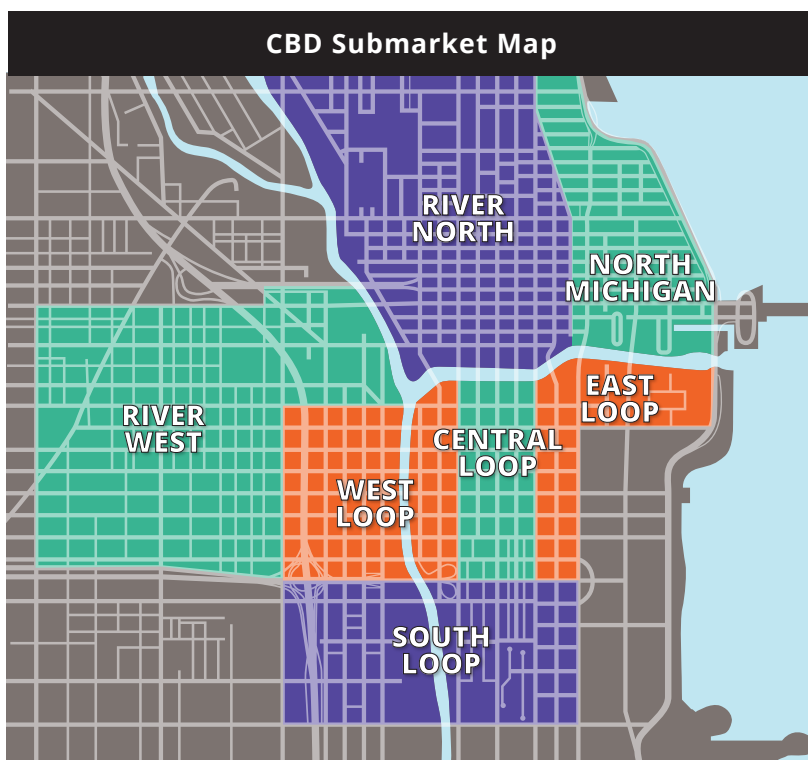 CBD Submarket Map
RIVER
NORTH
NORTH
MICHIGAN
EAST
LOOP
RIVER
WEST
CENTRAL
LOOP
WEST
LOOP
SOUTH
LOOP